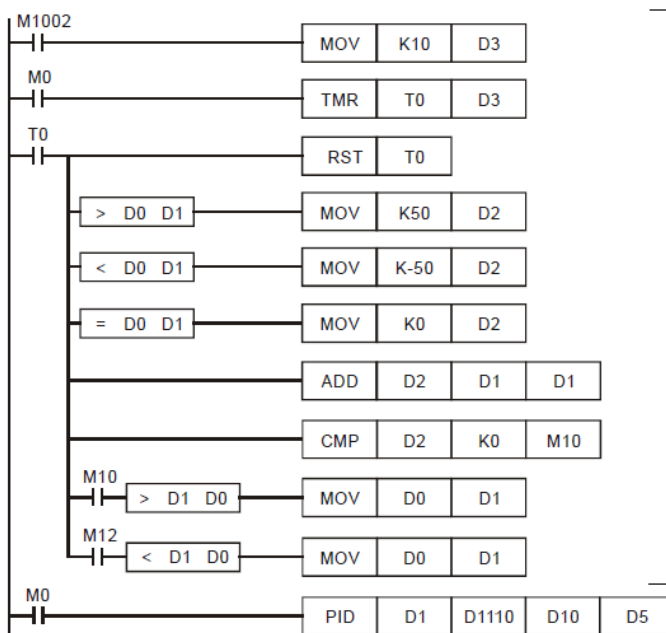 M1002
MOV K10 D3
M0
TMR T0 D3
T0
RST T0
> D0 D1 MOV K50 D2
< D0 D1 MOV K-50 D2
= D0 D1 MOV K0 D2
ADD D2 D1 D1
CMP D2 K0 M10
M10
> D1 D0 MOV D0 D1
M12
< D1 D0 MOV D0 D1
M0
PID D1 D1110 D10 D5